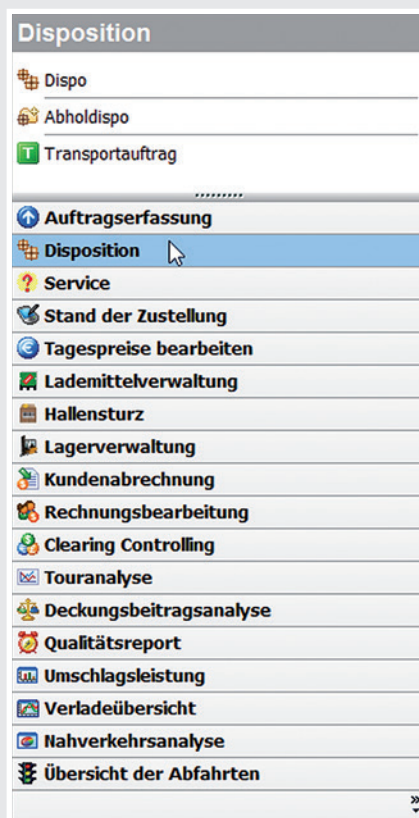 Disposition
Dispo
Abholdispo
Transportauftrag
Auftragserfassung
Disposition
Service
Stand der Zustellung
Tagespreise bearbeiten
Lademittelverwaltung
Hallensturz
Lagerverwaltung
Kundenabrechnung
Rechnungsbearbeitung
Clearing Controlling
Touranalyse
Deckungsbeitragsanalyse
Qualitätsreport
Umschlagsleistung
Verladeübersicht
Nahverkehrsanalyse
Übersicht der Abfahrten